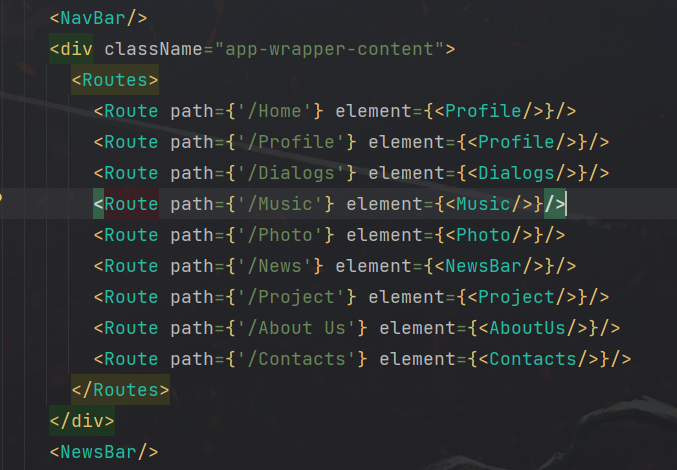 <NavBar/>
<div className="app-wrapper-content">
<Routes>
<Route path={'/Home'} element={<Profile/>}/>
<Route path={'/Profile'} element={<Profile/>}/>
<Route path={'/Dialogs'} element={<Dialogs/>}/>
<Route path={'/Music'} element={<Music/>}/>
<Route path={'/Photo'} element={<Photo/>}/>
<Route path={'/News'} element={<NewsBar/>}/>
<Route path={'/Project'} element={<Project/>}/>
<Route path={'/About Us'} element={<AboutUs/>}/>
<Route path={'/Contacts'} element={<Contacts/>}/>
</Routes>
</div>
<NewsBar/>